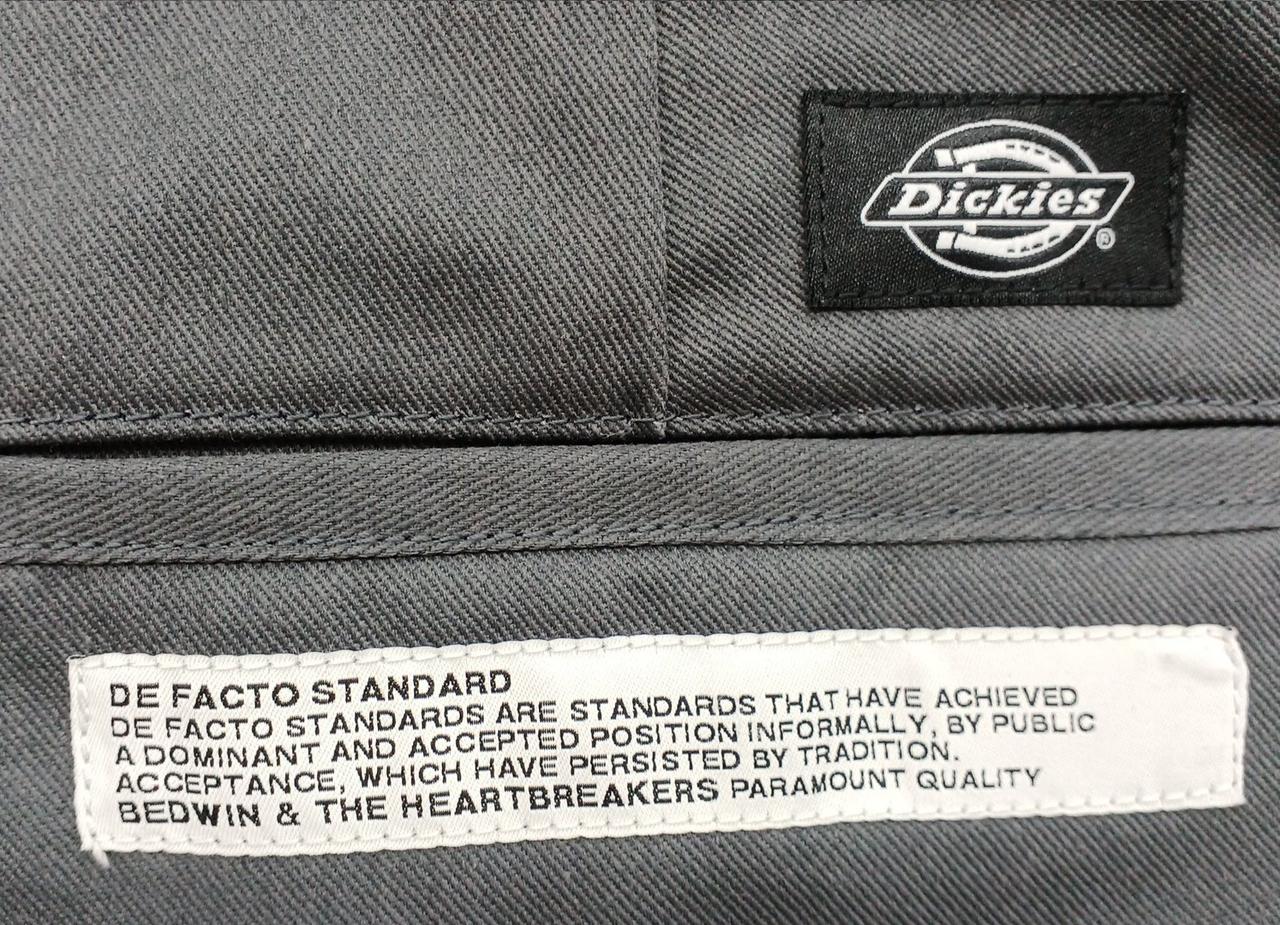 Dickies
®
DE FACTO STANDARD
DE FACTO STANDARDS ARE STANDARDS THAT HAVE ACHIEVED
A DOMINANT AND ACCEPTED POSITION INFORMALLY, BY PUBLIC
ACCEPTANCE, WHICH HAVE PERSISTED BY TRADITION.
BEDWIN & THE HEARTBREAKERS PARAMOUNT QUALITY